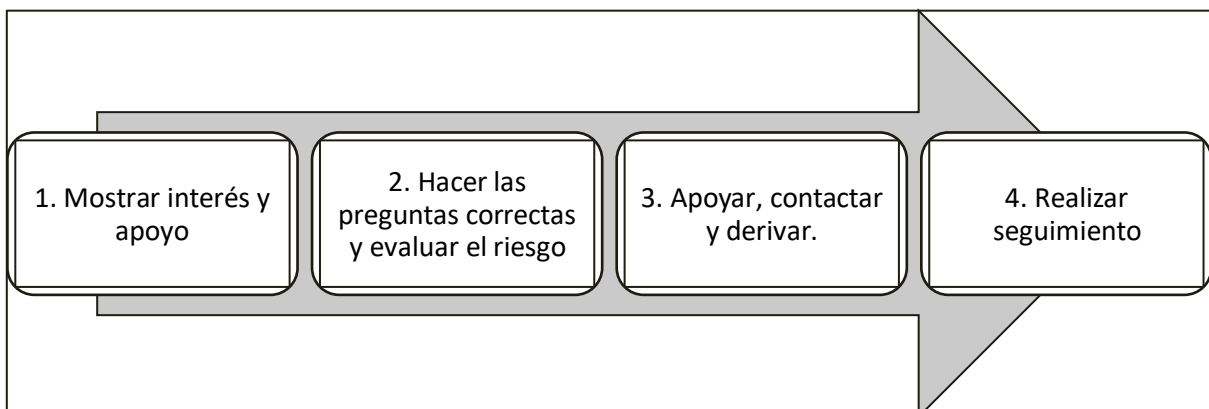 1. Mostrar interés y
apoyo
2. Hacer las
preguntas correctas
y evaluar el riesgo
3. Apoyar, contactar
y derivar.
4. Realizar
seguimiento